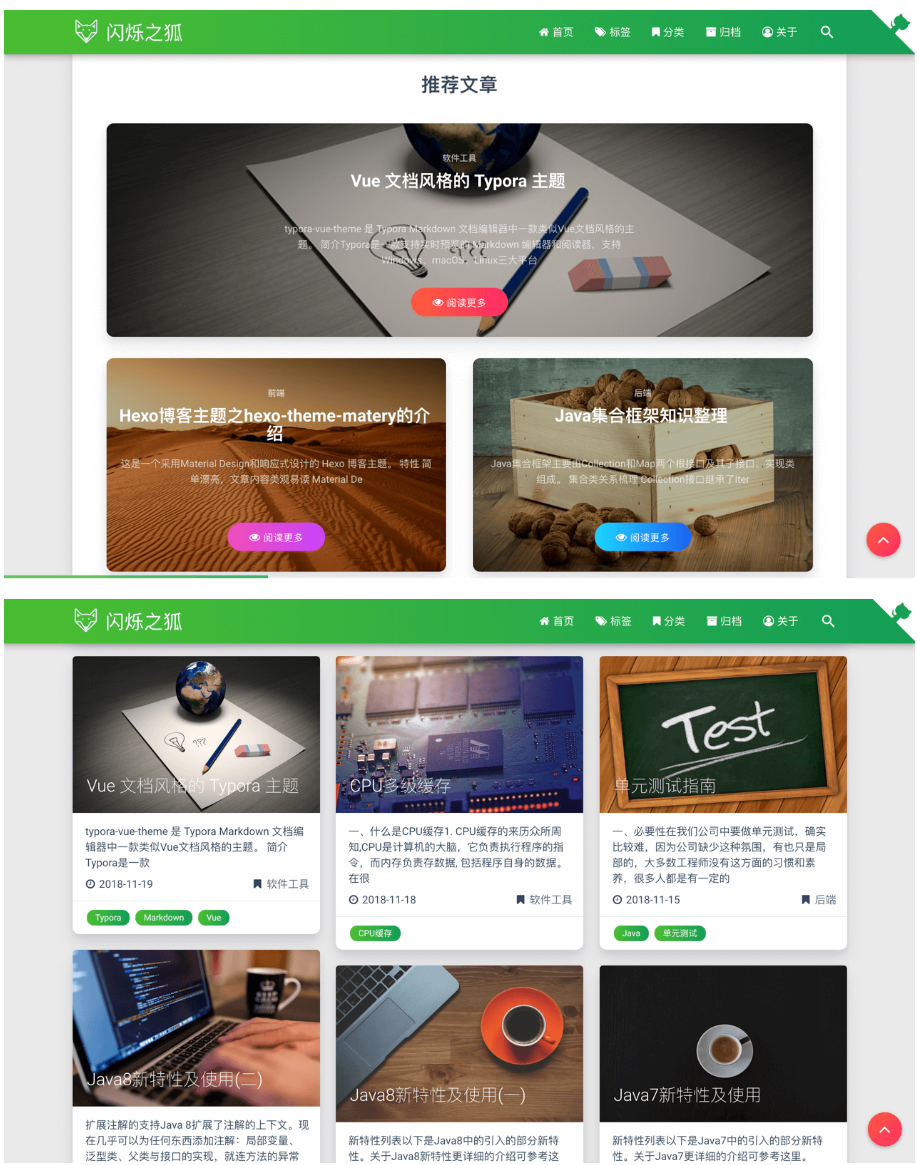 闪烁之狐
首页 标签 分类 归档 关于
推荐文章
软件工具
Vue 文档风格的 Typora 主题
typora-vue-theme 是 Typora Markdown 文档编辑器中一款类似Vue文档风格的主
题。 简介Typora是一款支持实时预览的 Markdown 编辑器和阅读器，支持
Windows、macOS、Linux三大平台
阅读更多
前端
Hexo博客主题之hexo-theme-matery的介
绍
这是一个采用Material Design和响应式设计的 Hexo 博客主题。 特性 简
单漂亮，文章内容美观易读 Material De
阅读更多
后端
Java集合框架知识整理
Java集合框架主要由Collection和Map两个根接口及其子接口、实现类
组成。 集合类关系梳理 Collection接口继承了Iter
阅读更多
闪烁之狐
首页 标签 分类 归档 关于
Vue 文档风格的 Typora 主题
typora-vue-theme 是 Typora Markdown 文档编
辑器中一款类似Vue文档风格的主题。 简介
Typora是一款
2018-11-19 软件工具
Typora Markdown Vue
CPU多级缓存
一、什么是CPU缓存1. CPU缓存的来历众所周
知,CPU是计算机的大脑，它负责执行程序的指
令，而内存负责存数据, 包括程序自身的数据。
在很
2018-11-18 软件工具
CPU缓存
Test
单元测试指南
一、必要性在我们公司中要做单元测试，确实
比较难，因为公司缺少这种氛围，有也只是局
部的，大多数工程师没有这方面的习惯和素
养，很多人都是有一定的
2018-11-15 后端
Java 单元测试
Java8新特性及使用(二)
扩展注解的支持Java 8扩展了注解的上下文。现
在几乎可以为任何东西添加注解：局部变量、
泛型类、父类与接口的实现，就连方法的异常
Java8新特性及使用(一)
新特性列表以下是Java8中的引入的部分新特
性。关于Java8新特性更详细的介绍可参考这
Java7新特性及使用
新特性列表以下是Java7中的引入的部分新特
性。关于Java7更详细的介绍可参考这里。